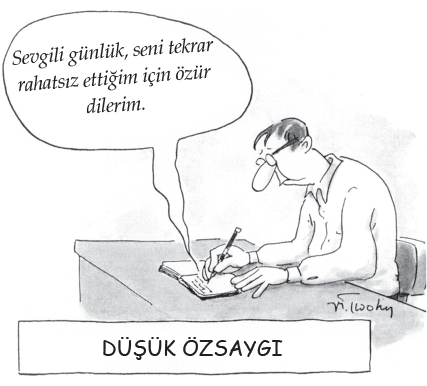 Sevgili günlük, seni tekrar
rahatsız ettiğim için özür
dilerim.
DÜŞÜK ÖZSAYGI